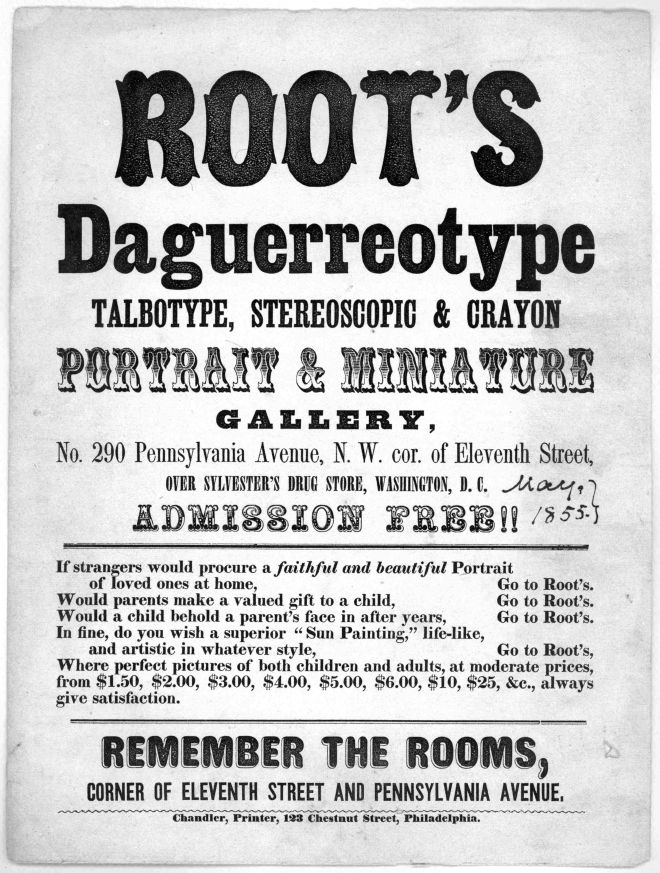 ROOT'S
Daguerreotype
TALBOTYPE, STEREOSCOPIC & CRAYON
PORTRAIT & MINIATURE
GALLERY,
No. 290 Pennsylvania Avenue, N. W. cor. of Eleventh Street,
OVER SYLVESTER'S DRUG STORE, WASHINGTON, D. C. May,
ADMISSION FREE!! 1855.
If strangers would procure a faithful and beautiful Portrait
of loved ones at home, Go to Root's.
Would parents make a valued gift to a child, Go to Root's.
Would a child behold a parent's face in after years, Go to Root's.
In fine, do you wish a superior "Sun Painting," life-like,
and artistic in whatever style, Go to Root's,
Where perfect pictures of both children and adults, at moderate prices,
from $1.50, $2.00, $3.00, $4.00, $5.00, $6.00, $10, $25, &c., always
give satisfaction.
REMEMBER THE ROOMS,
CORNER OF ELEVENTH STREET AND PENNSYLVANIA AVENUE.
Chandler, Printer, 123 Chestnut Street, Philadelphia.